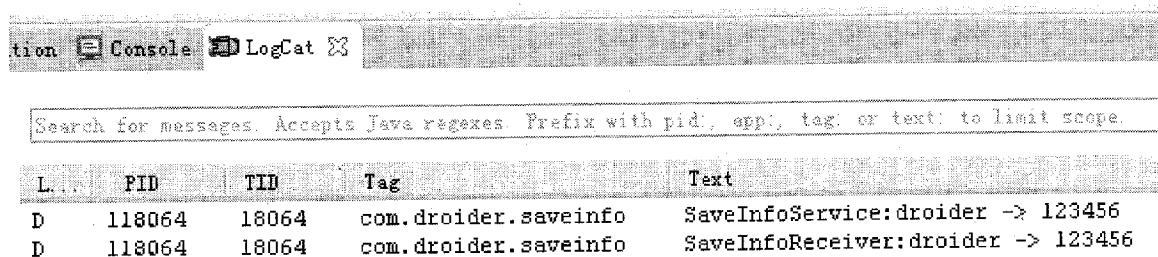 tion Console LogCat
Search for messages. Accepts Java regexes. Prefix with pid:, app:, tag: or text: to limit scope.
L... PID TID Tag Text
D 118064 18064 com.droider.saveinfo SaveInfoService:droider -> 123456
D 118064 18064 com.droider.saveinfo SaveInfoReceiver:droider -> 123456